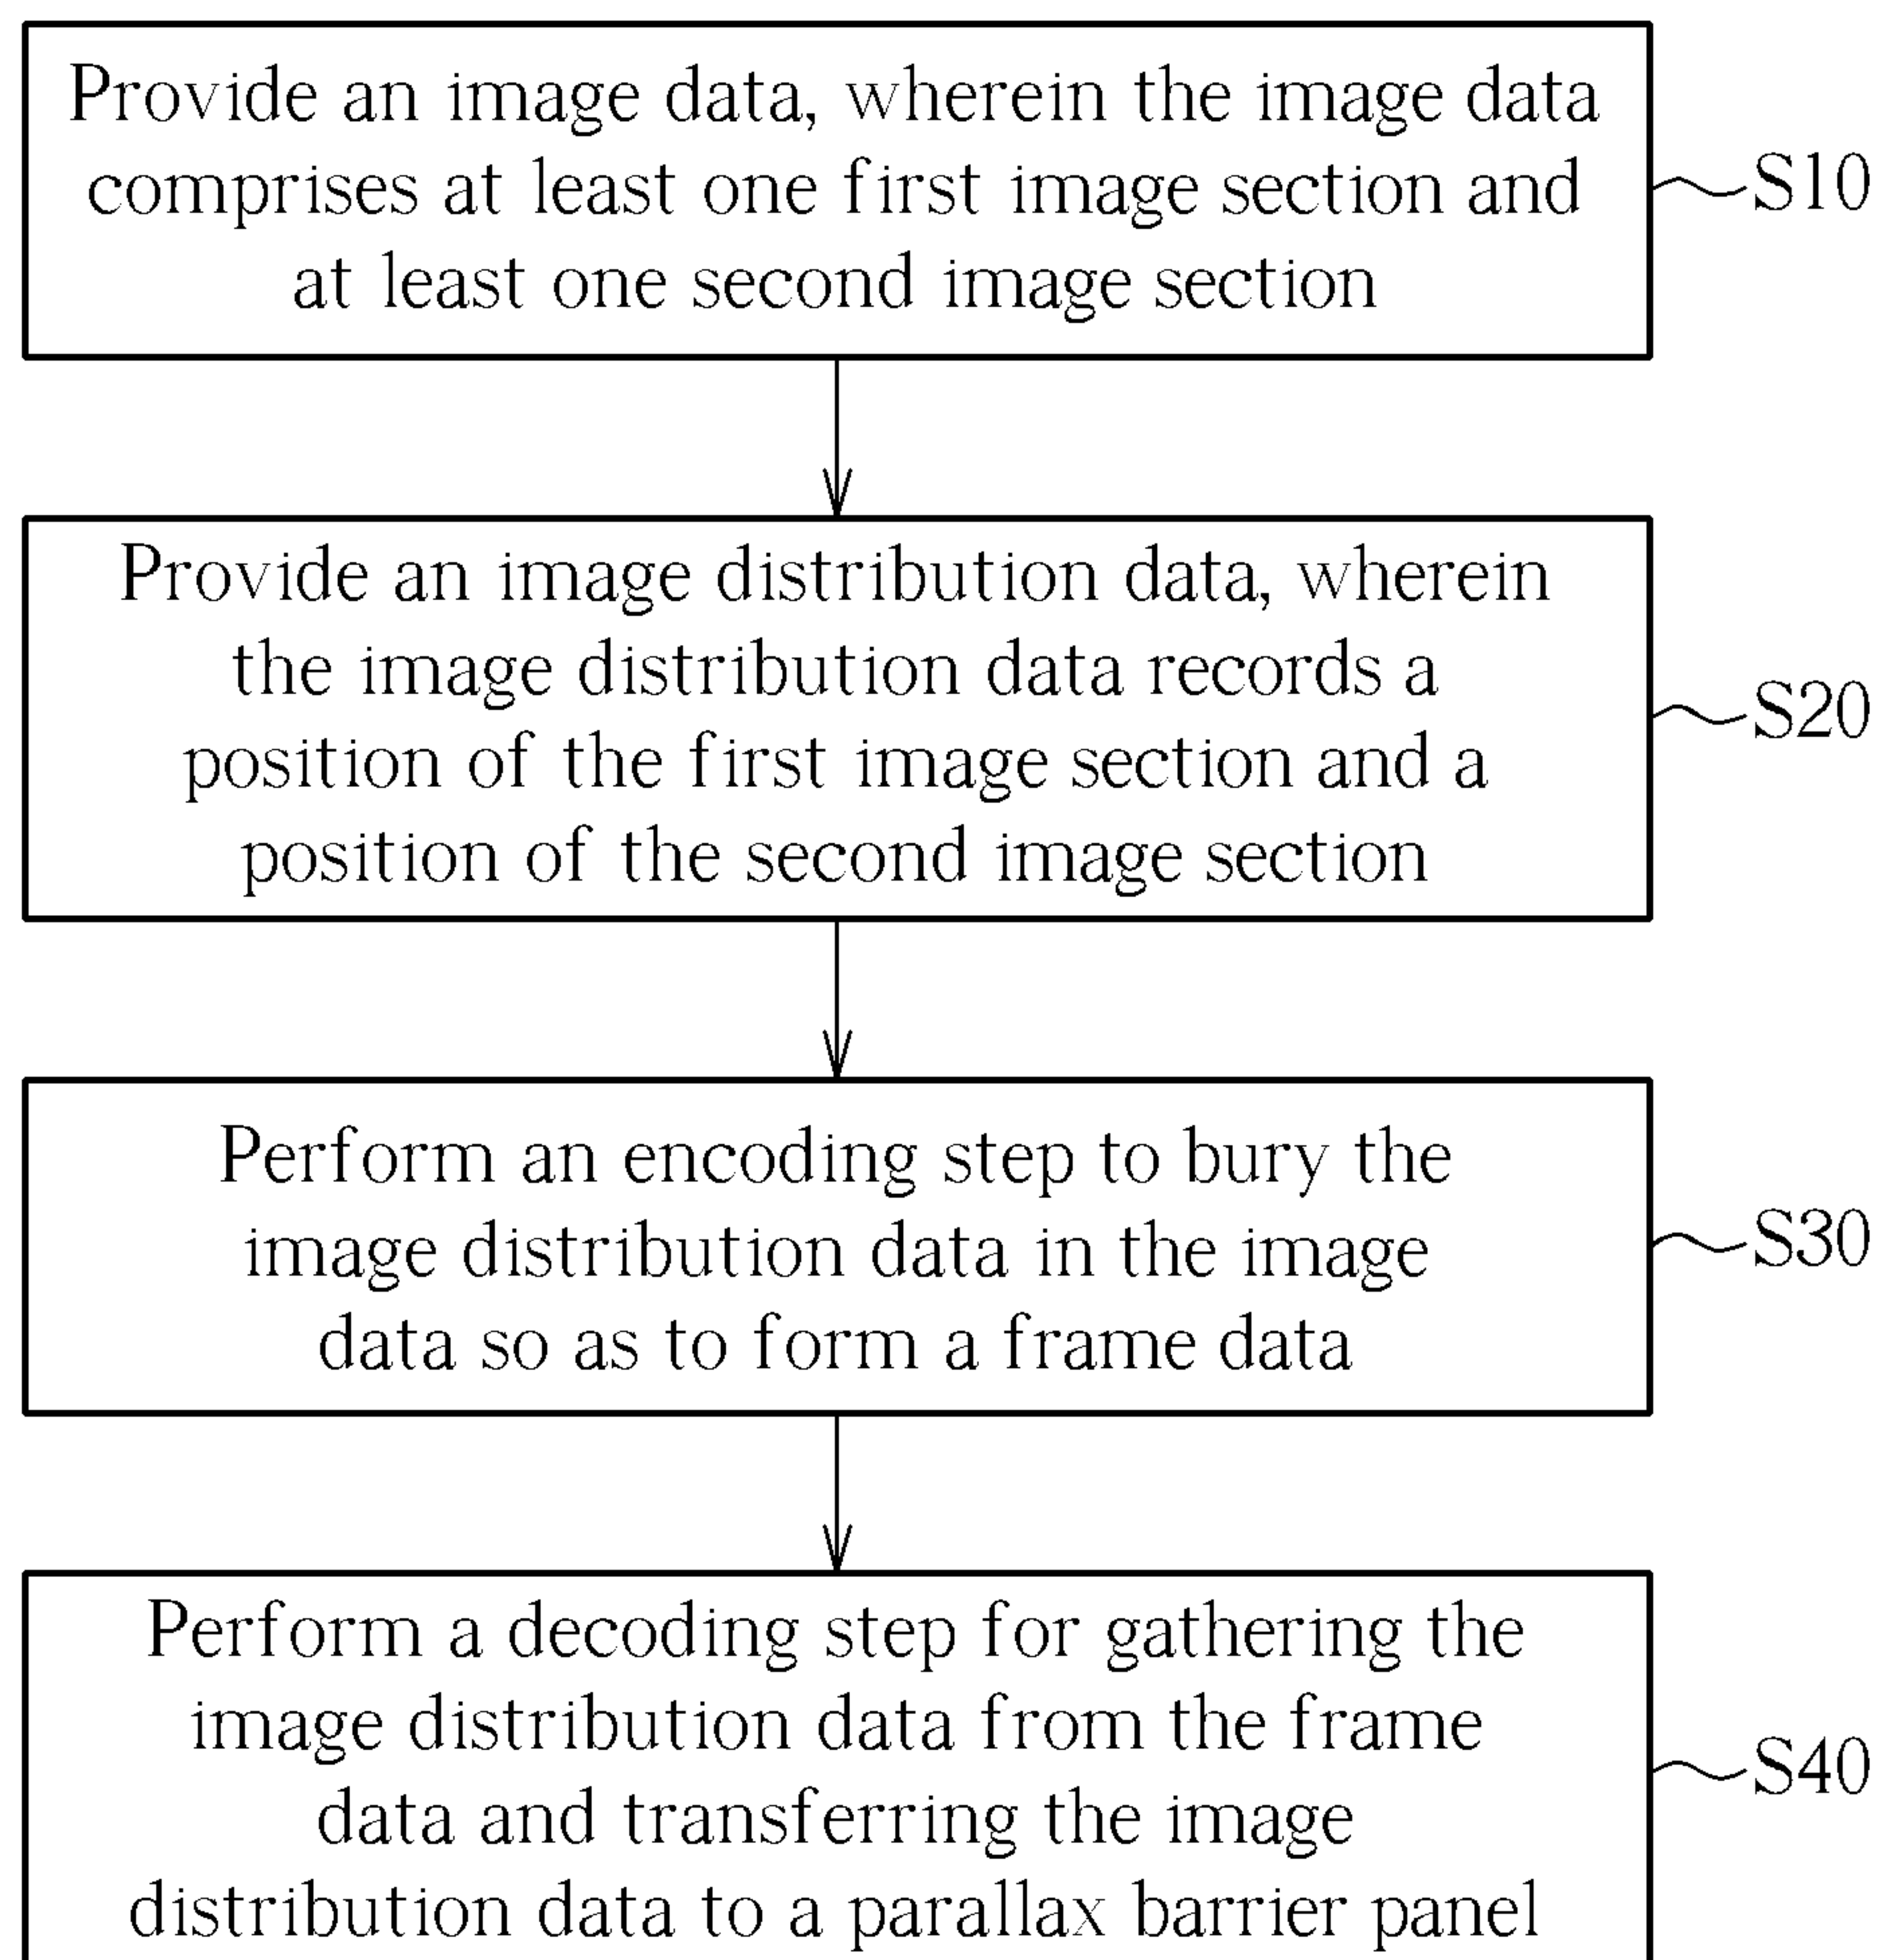 Provide an image data, wherein the image data
comprises at least one first image section and
at least one second image section
S10
Provide an image distribution data, wherein
the image distribution data records a
position of the first image section and a
position of the second image section
S20
Perform an encoding step to bury the
image distribution data in the image
data so as to form a frame data
S30
Perform a decoding step for gathering the
image distribution data from the frame
data and transferring the image
distribution data to a parallax barrier panel
S40